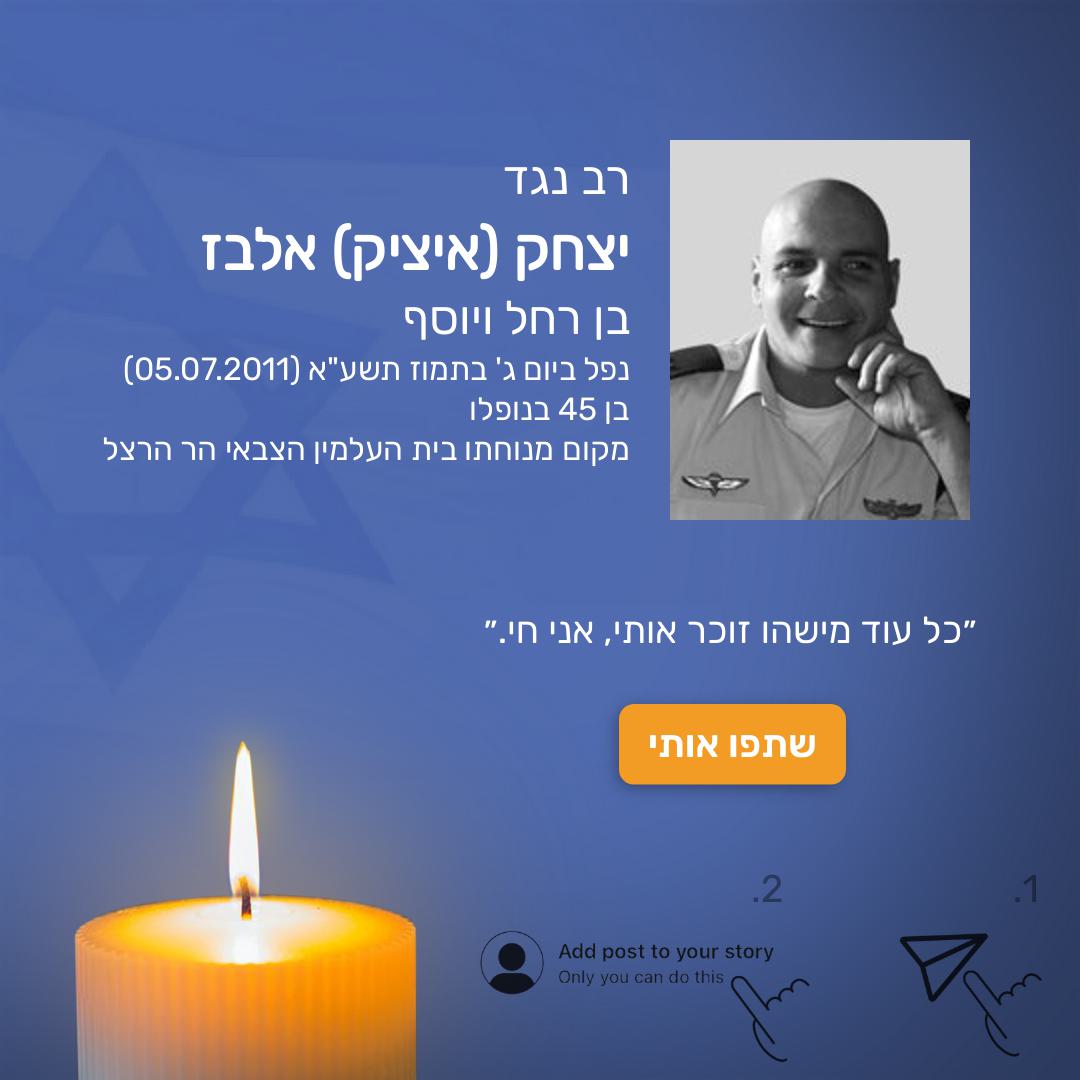 רב נגד
יצחק (איציק) אלבז
בן רחל ויוסף
נפל ביום ג' בתמוז תשע"א (05.07.2011)
בן 45 בנופלו
מקום מנוחתו בית העלמין הצבאי הר הרצל
״כל עוד מישהו זוכר אותי, אני חי.״
שתפו אותי
1.
2.
Add post to your story
Only you can do this